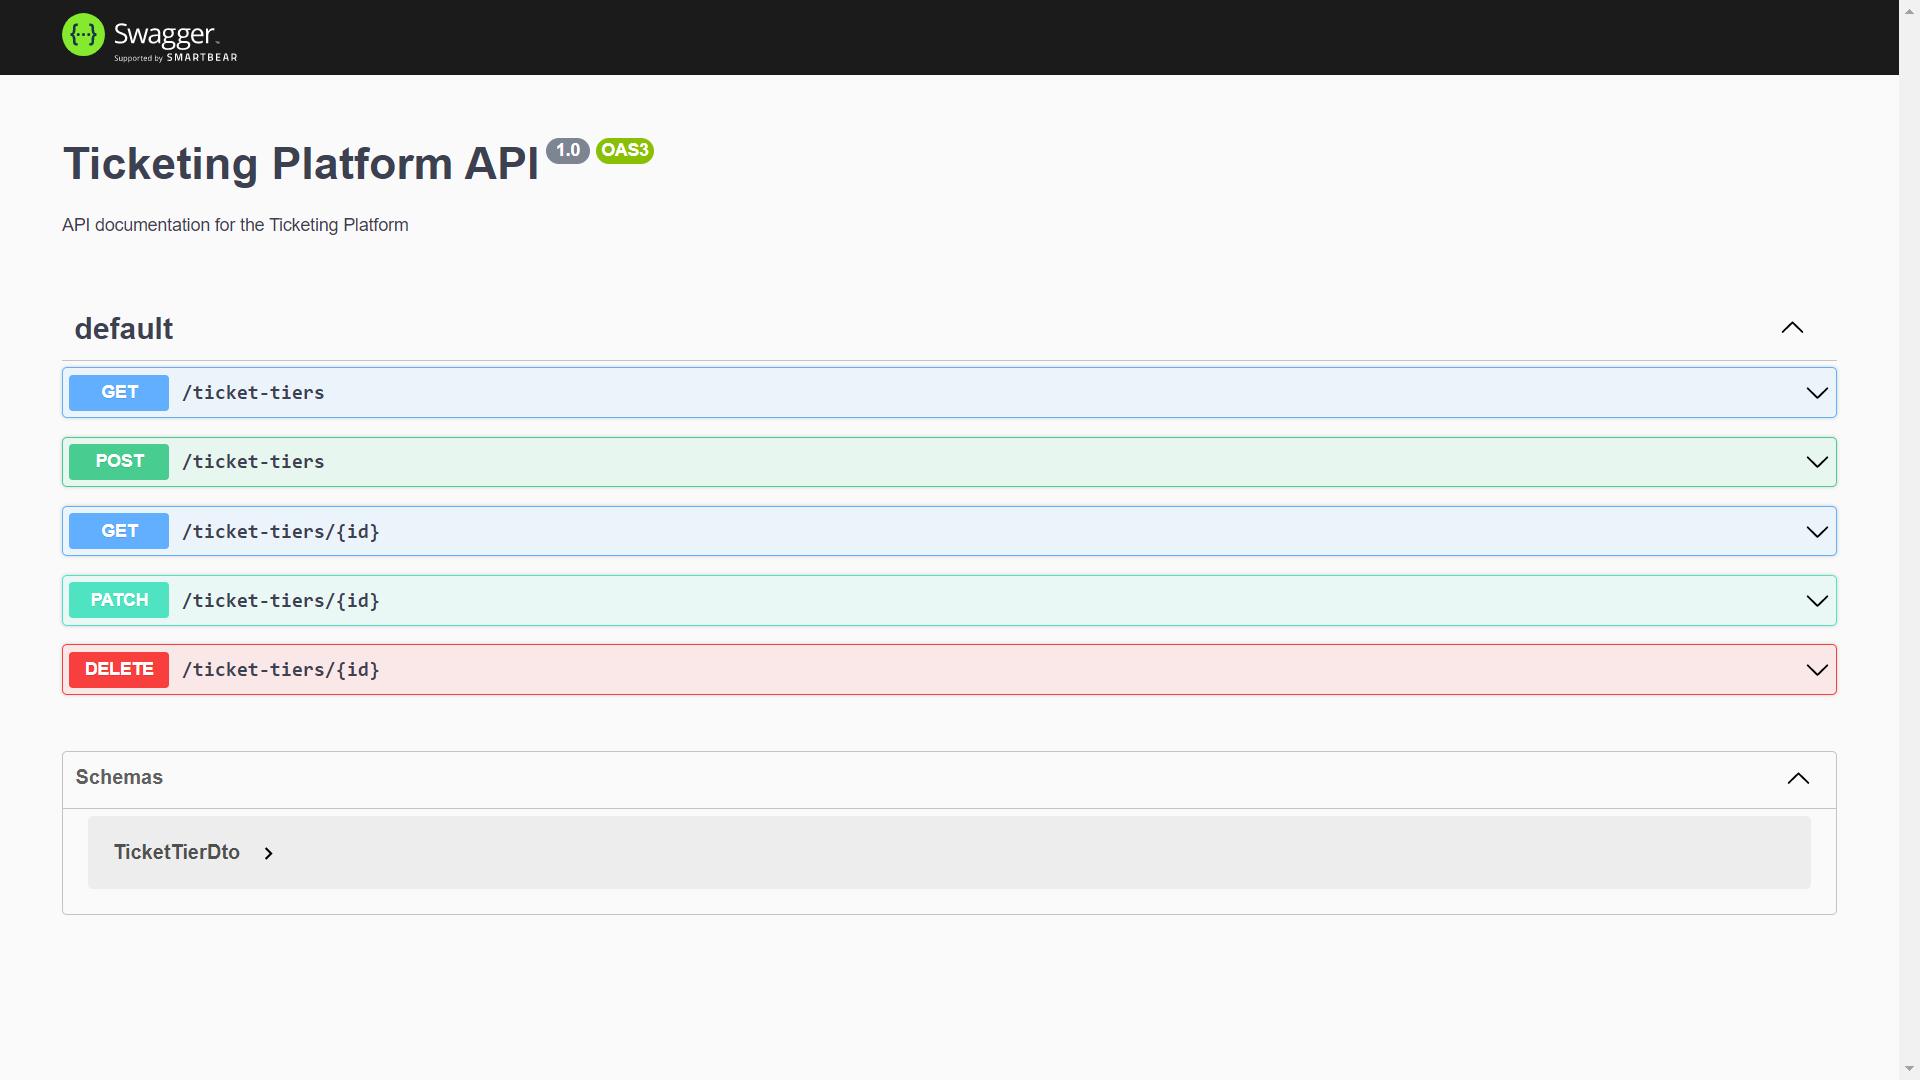 Swagger
Supported by SMARTBEAR
Ticketing Platform API 1.0 OAS3
API documentation for the Ticketing Platform
default
GET /ticket-tiers
POST /ticket-tiers
GET /ticket-tiers/{id}
PATCH /ticket-tiers/{id}
DELETE /ticket-tiers/{id}
Schemas
TicketTierDto